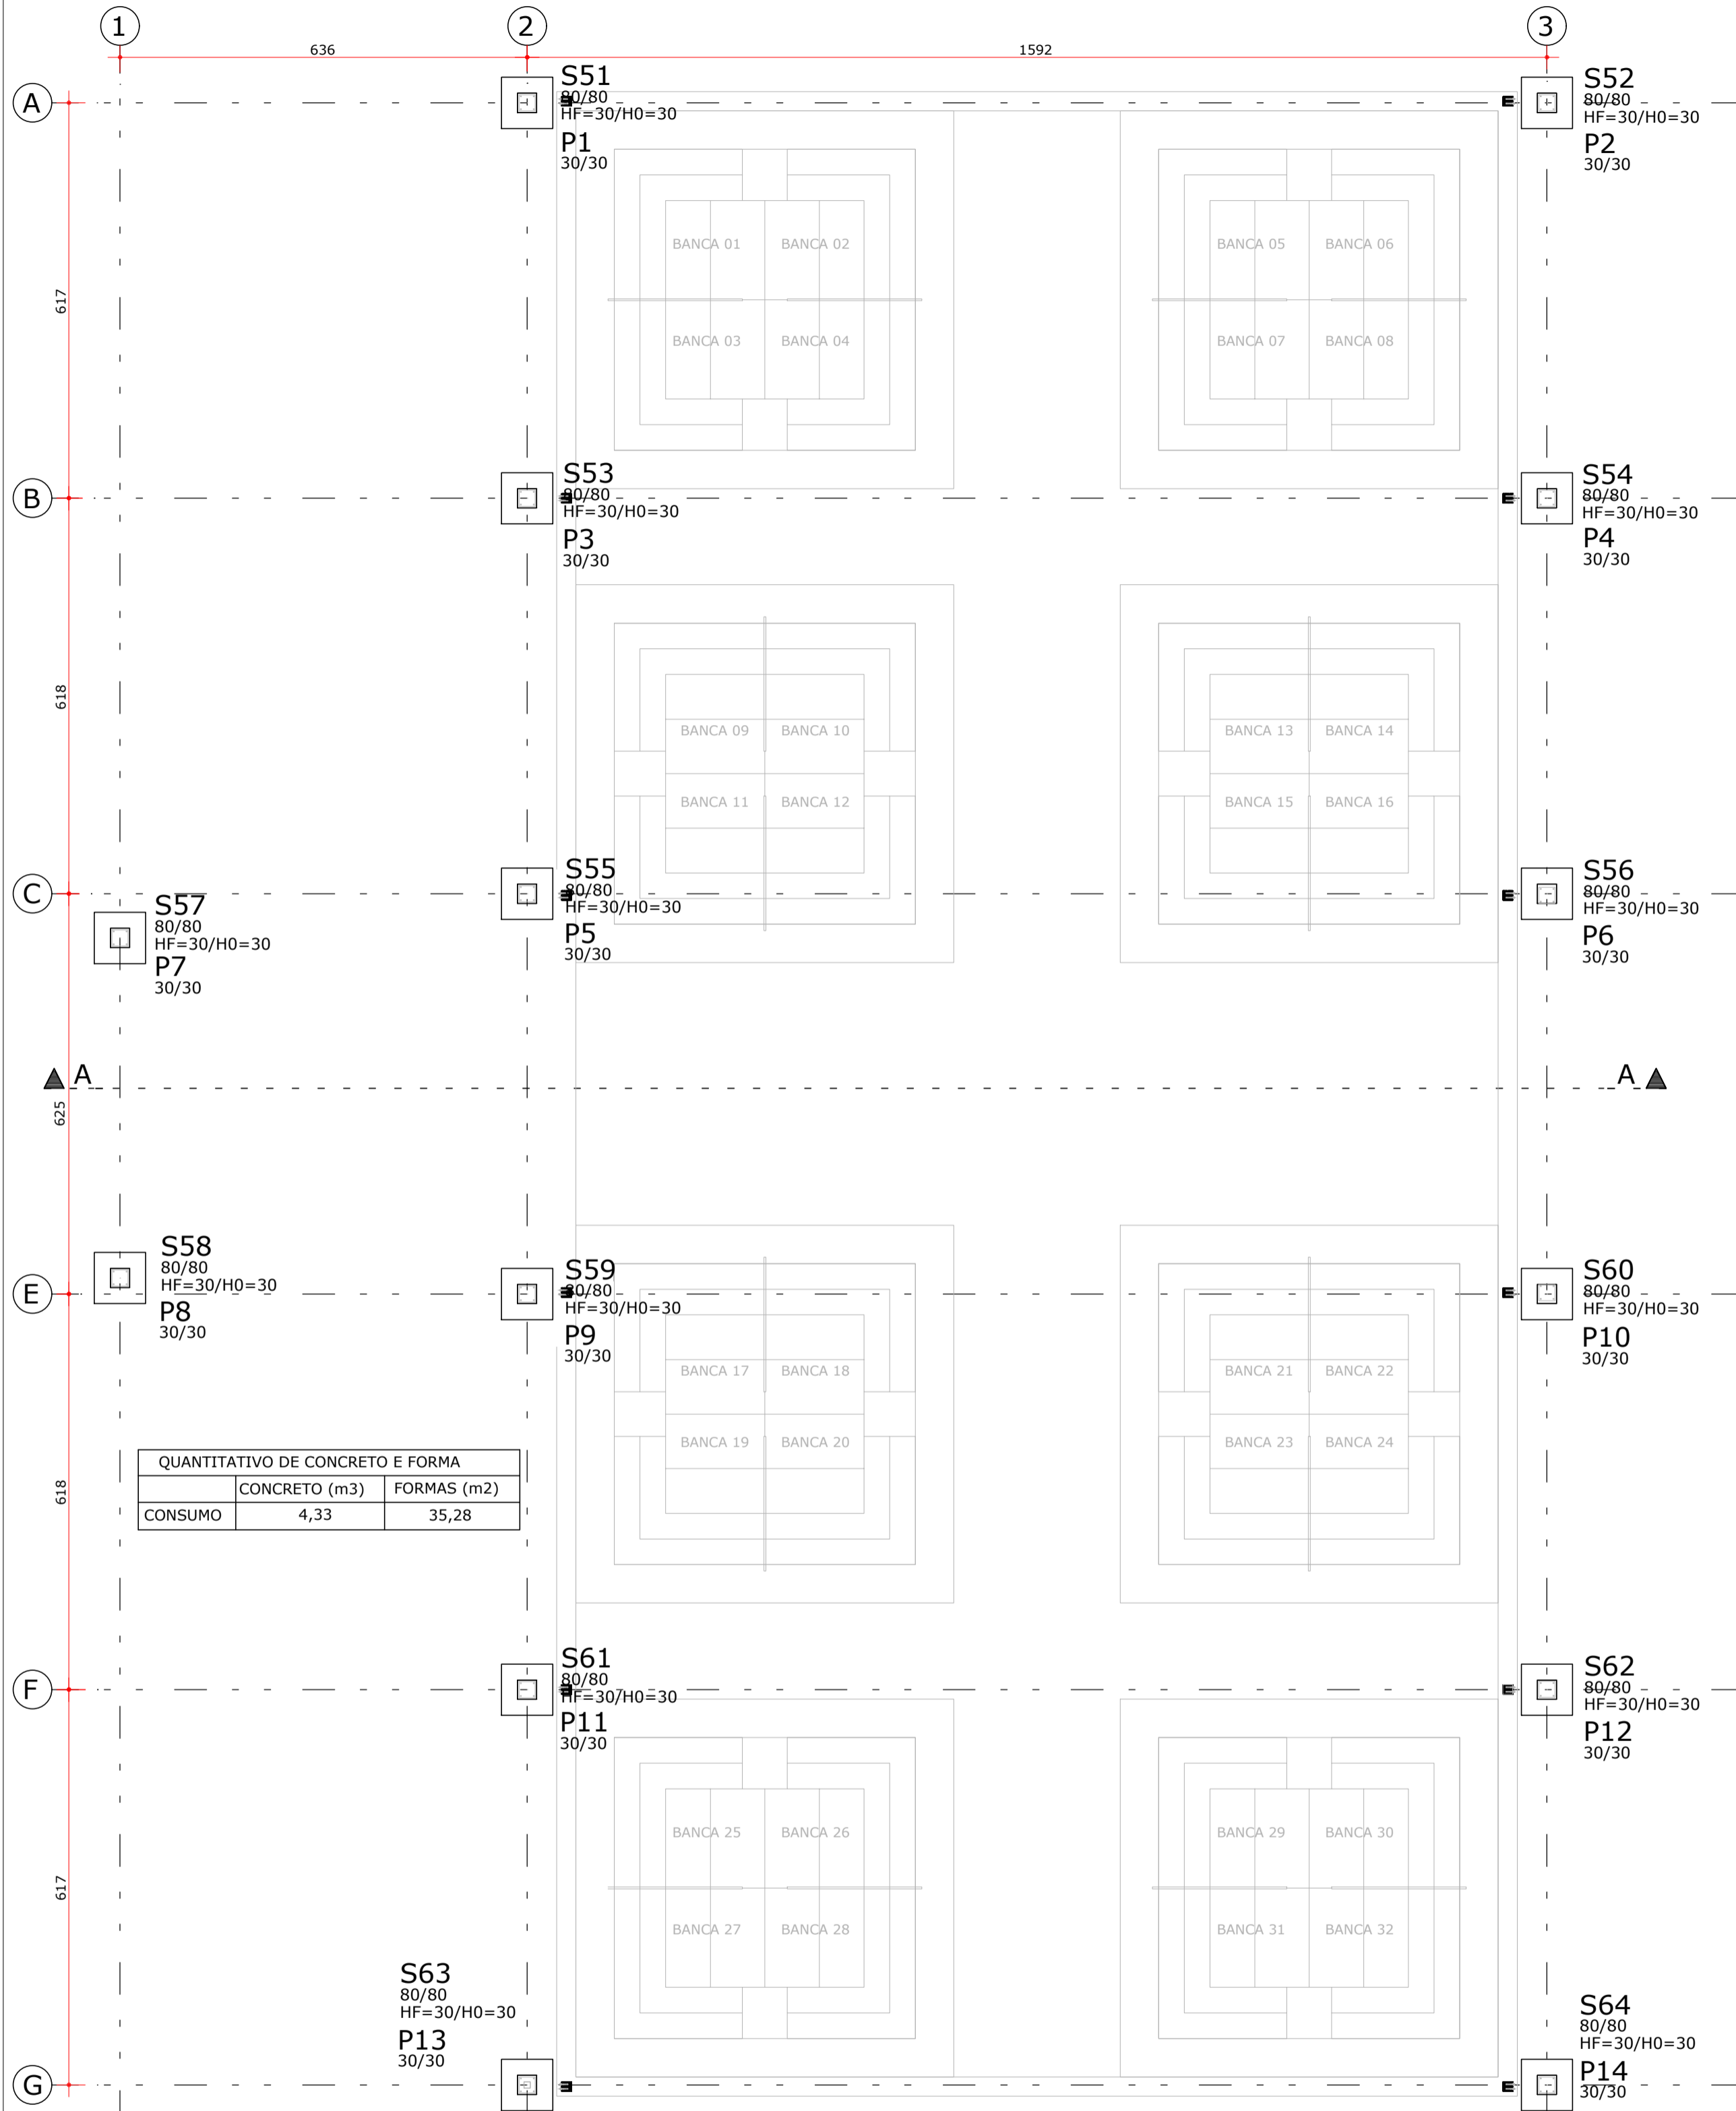 1
2
3
636
1592
A
S51
80/80
HF=30/H0=30
P1
30/30
S52
80/80
HF=30/H0=30
P2
30/30
BANCA 01
BANCA 02
BANCA 05
BANCA 06
617
BANCA 03
BANCA 04
BANCA 07
BANCA 08
B
S53
80/80
HF=30/H0=30
P3
30/30
S54
80/80
HF=30/H0=30
P4
30/30
618
BANCA 09
BANCA 10
BANCA 13
BANCA 14
BANCA 11
BANCA 12
BANCA 15
BANCA 16
C
S57
80/80
HF=30/H0=30
P7
30/30
S55
80/80
HF=30/H0=30
P5
30/30
S56
80/80
HF=30/H0=30
P6
30/30
A
A
625
S58
80/80
HF=30/H0=30
P8
30/30
E
S59
80/80
HF=30/H0=30
P9
30/30
S60
80/80
HF=30/H0=30
P10
30/30
BANCA 17
BANCA 18
BANCA 21
BANCA 22
BANCA 19
BANCA 20
BANCA 23
BANCA 24
618
QUANTITATIVO DE CONCRETO E FORMA
CONCRETO (m3) FORMAS (m2)
CONSUMO 4,33 35,28
F
S61
80/80
HF=30/H0=30
P11
30/30
S62
80/80
HF=30/H0=30
P12
30/30
BANCA 25
BANCA 26
BANCA 29
BANCA 30
617
BANCA 27
BANCA 28
BANCA 31
BANCA 32
S63
80/80
HF=30/H0=30
P13
30/30
S64
80/80
HF=30/H0=30
P14
30/30
G